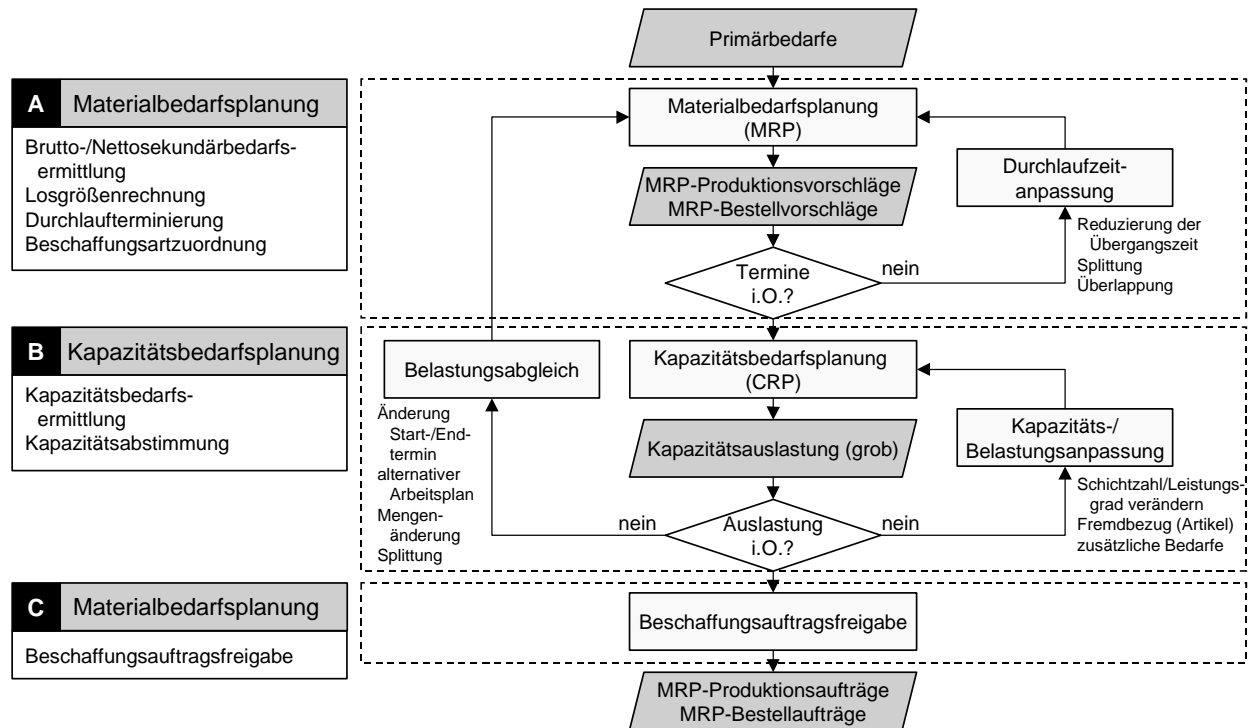 Primärbedarfe
A Materialbedarfsplanung
Brutto-/Nettosekundärbedarfs-
ermittlung
Losgrößenrechnung
Durchlaufterminierung
Beschaffungsartzuordnung
Materialbedarfsplanung
(MRP)
MRP-Produktionsvorschläge
MRP-Bestellvorschläge
Termine
i.O.?
nein
Durchlaufzeit-
anpassung
Reduzierung der
Übergangszeit
Splittung
Überlappung
B Kapazitätsbedarfsplanung
Kapazitätsbedarfs-
ermittlung
Kapazitätsabstimmung
Belastungsabgleich
Änderung
Start-/End-
termin
alternativer
Arbeitsplan
Mengen-
änderung
Splittung
Kapazitätsbedarfsplanung
(CRP)
Kapazitätsauslastung (grob)
nein
Auslastung
i.O.?
nein
Kapazitäts-/
Belastungsanpassung
Schichtzahl/Leistungs-
grad verändern
Fremdbezug (Artikel)
zusätzliche Bedarfe
C Materialbedarfsplanung
Beschaffungsauftragsfreigabe
Beschaffungsauftragsfreigabe
MRP-Produktionsaufträge
MRP-Bestellaufträge